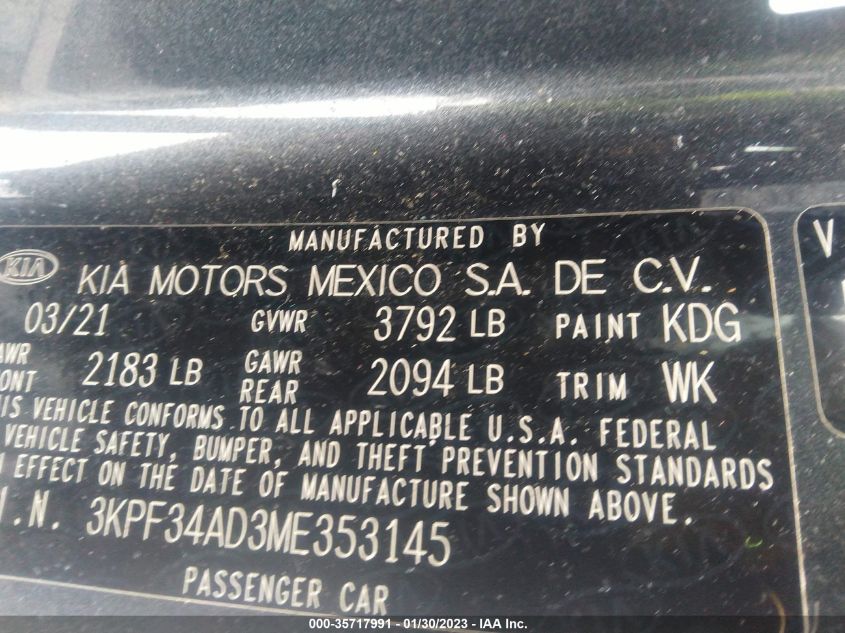 MANUFACTURED BY
KIA KIA MOTORS MEXICO S.A. DE C.V.
03/21 GVWR 3792 LB PAINT KDG
2183 LB GAWR REAR 2094 LB TRIM WK
VEHICLE CONFORMS TO ALL APPLICABLE U.S.A. FEDERAL
VEHICLE SAFETY, BUMPER, AND THEFT PREVENTION STANDARDS
EFFECT ON THE DATE OF MANUFACTURE SHOWN ABOVE.
.N. 3KPF34AD3ME353145
PASSENGER CAR
V
000-35717991 - 01/30/2023 - IAA Inc.